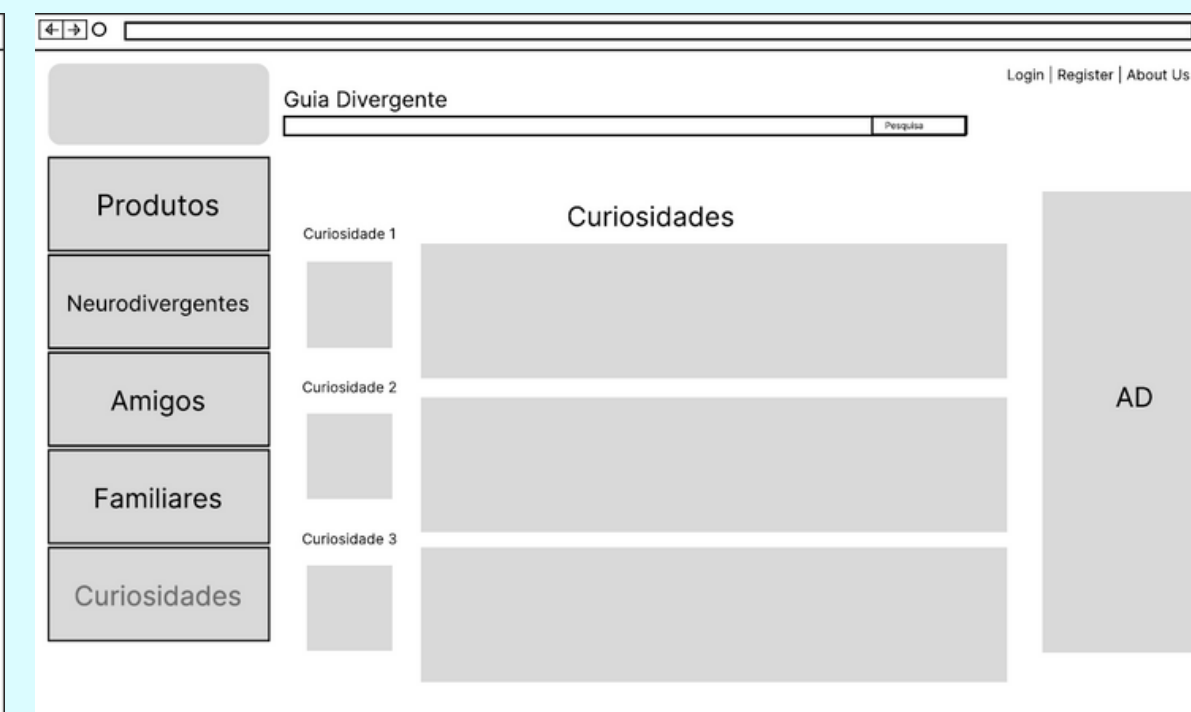 Login | Register | About Us
Guia Divergente
Pesquisa
Produtos
Neurodivergentes
Amigos
Familiares
Curiosidades
Curiosidades
Curiosidade 1
Curiosidade 2
Curiosidade 3
AD